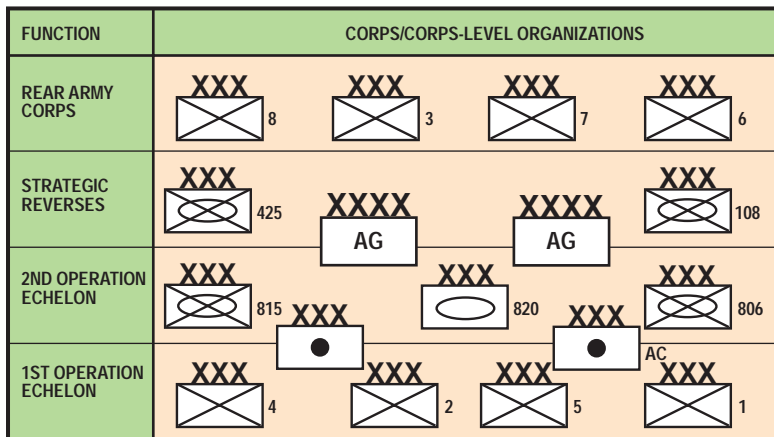 FUNCTION
CORPS/CORPS-LEVEL ORGANIZATIONS
REAR ARMY
CORPS
XXX
8
XXX
3
XXX
7
XXX
6
STRATEGIC
REVERSES
XXX
425
XXXX
AG
XXXX
AG
XXX
108
2ND OPERATION
ECHELON
XXX
815
XXX
820
XXX
806
XXX
XXX
AC
1ST OPERATION
ECHELON
XXX
4
XXX
2
XXX
5
XXX
1